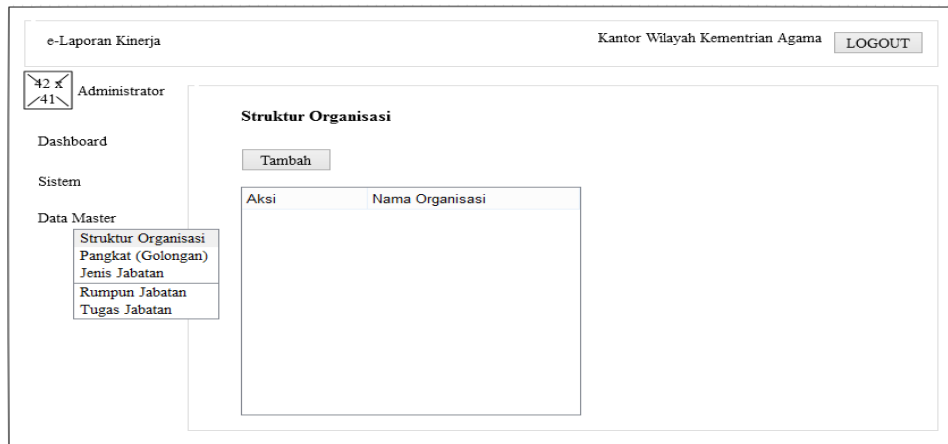 e-Laporan Kinerja
Kantor Wilayah Kementrian Agama
LOGOUT
42 x
41
Administrator
Struktur Organisasi
Dashboard
Tambah
Sistem
Aksi Nama Organisasi
Data Master
Struktur Organisasi
Pangkat (Golongan)
Jenis Jabatan
Rumpun Jabatan
Tugas Jabatan